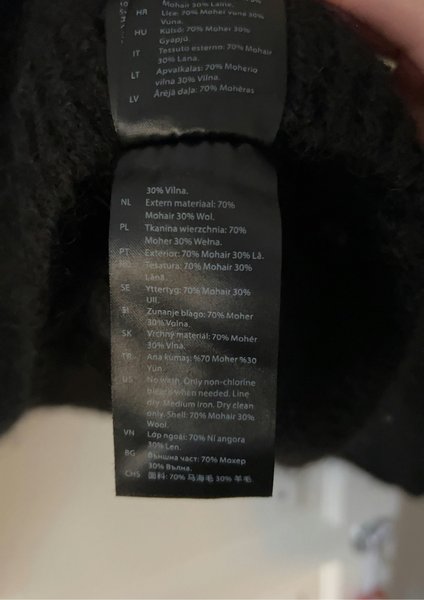 Mohair 30% Laine.
HR Lice: 70% Moher Vuna 30%
Vuna.
HU Külső: 70% Moher 30%
Gyapjú.
IT Tessuto esterno: 70% Mohair
30% Lana.
LT Apvalkalas: 70% Moherio
vilna 30% Vilna.
LV Ārējā daļa: 70% Mohēras
30% Vilna.
NL Extern materiaal: 70%
Mohair 30% Wol.
PL Tkanina wierzchnia: 70%
Moher 30% Wełna.
PT Exterior: 70% Mohair 30% Lã.
RO Tesatura: 70% Mohair 30%
Lână.
SE Yttertyg: 70% Mohair 30%
Ull.
SI Zunanje blago: 70% Moher
30% Volna.
SK Vrchný materiál: 70% Mohér
30% Vlna.
TR Ana kumaş: %70 Moher %30
Yün.
US No wash. Only non-chlorine
bleach when needed. Line
dry. Medium iron. Dry clean
only. Shell: 70% Mohair 30%
Wool.
VN Lớp ngoài: 70% Nỉ angora
30% Len.
BG Външна част: 70% Мохер
30% Вълна.
CHS 面料: 70% 马海毛 30% 羊毛